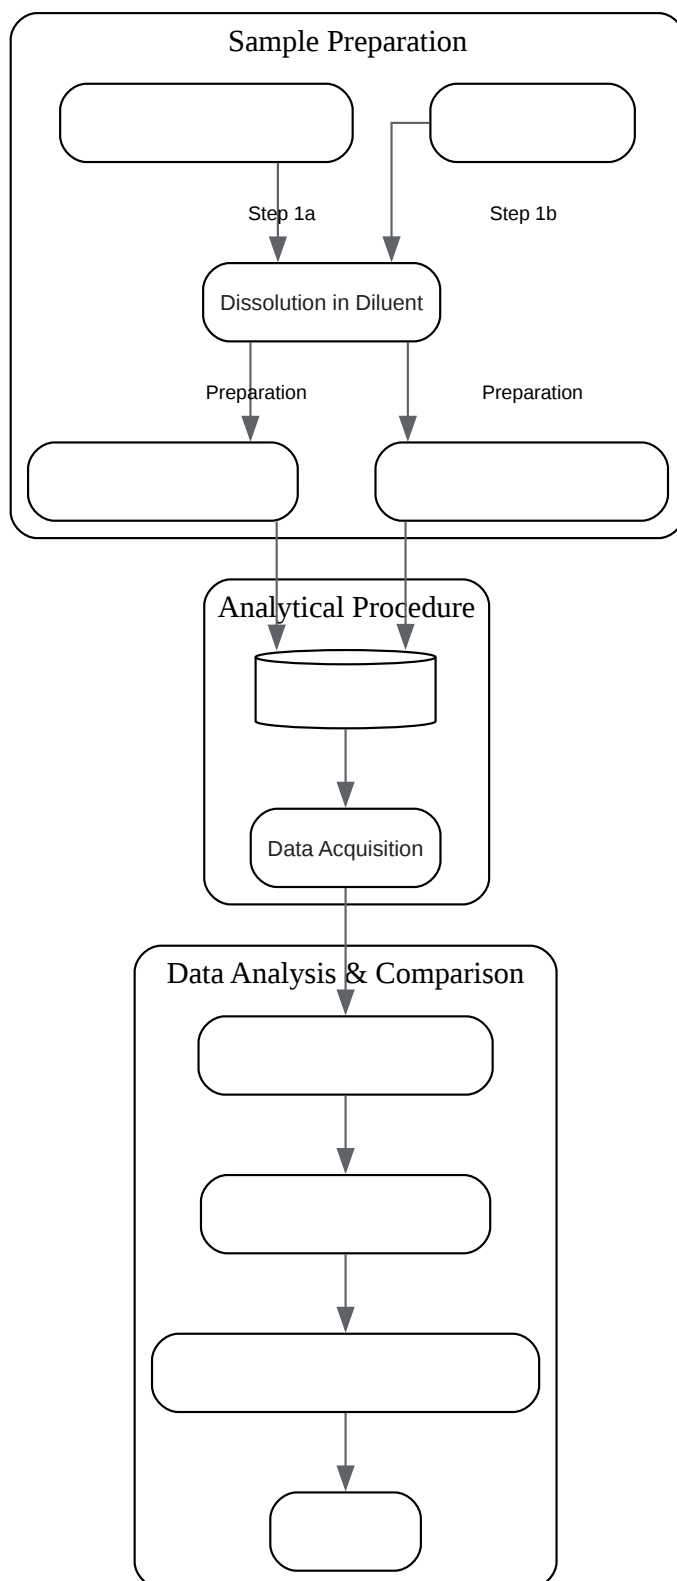 Sample Preparation
Step 1a
Step 1b
Dissolution in Diluent
Preparation
Preparation
Analytical Procedure
Data Acquisition
Data Analysis & Comparison